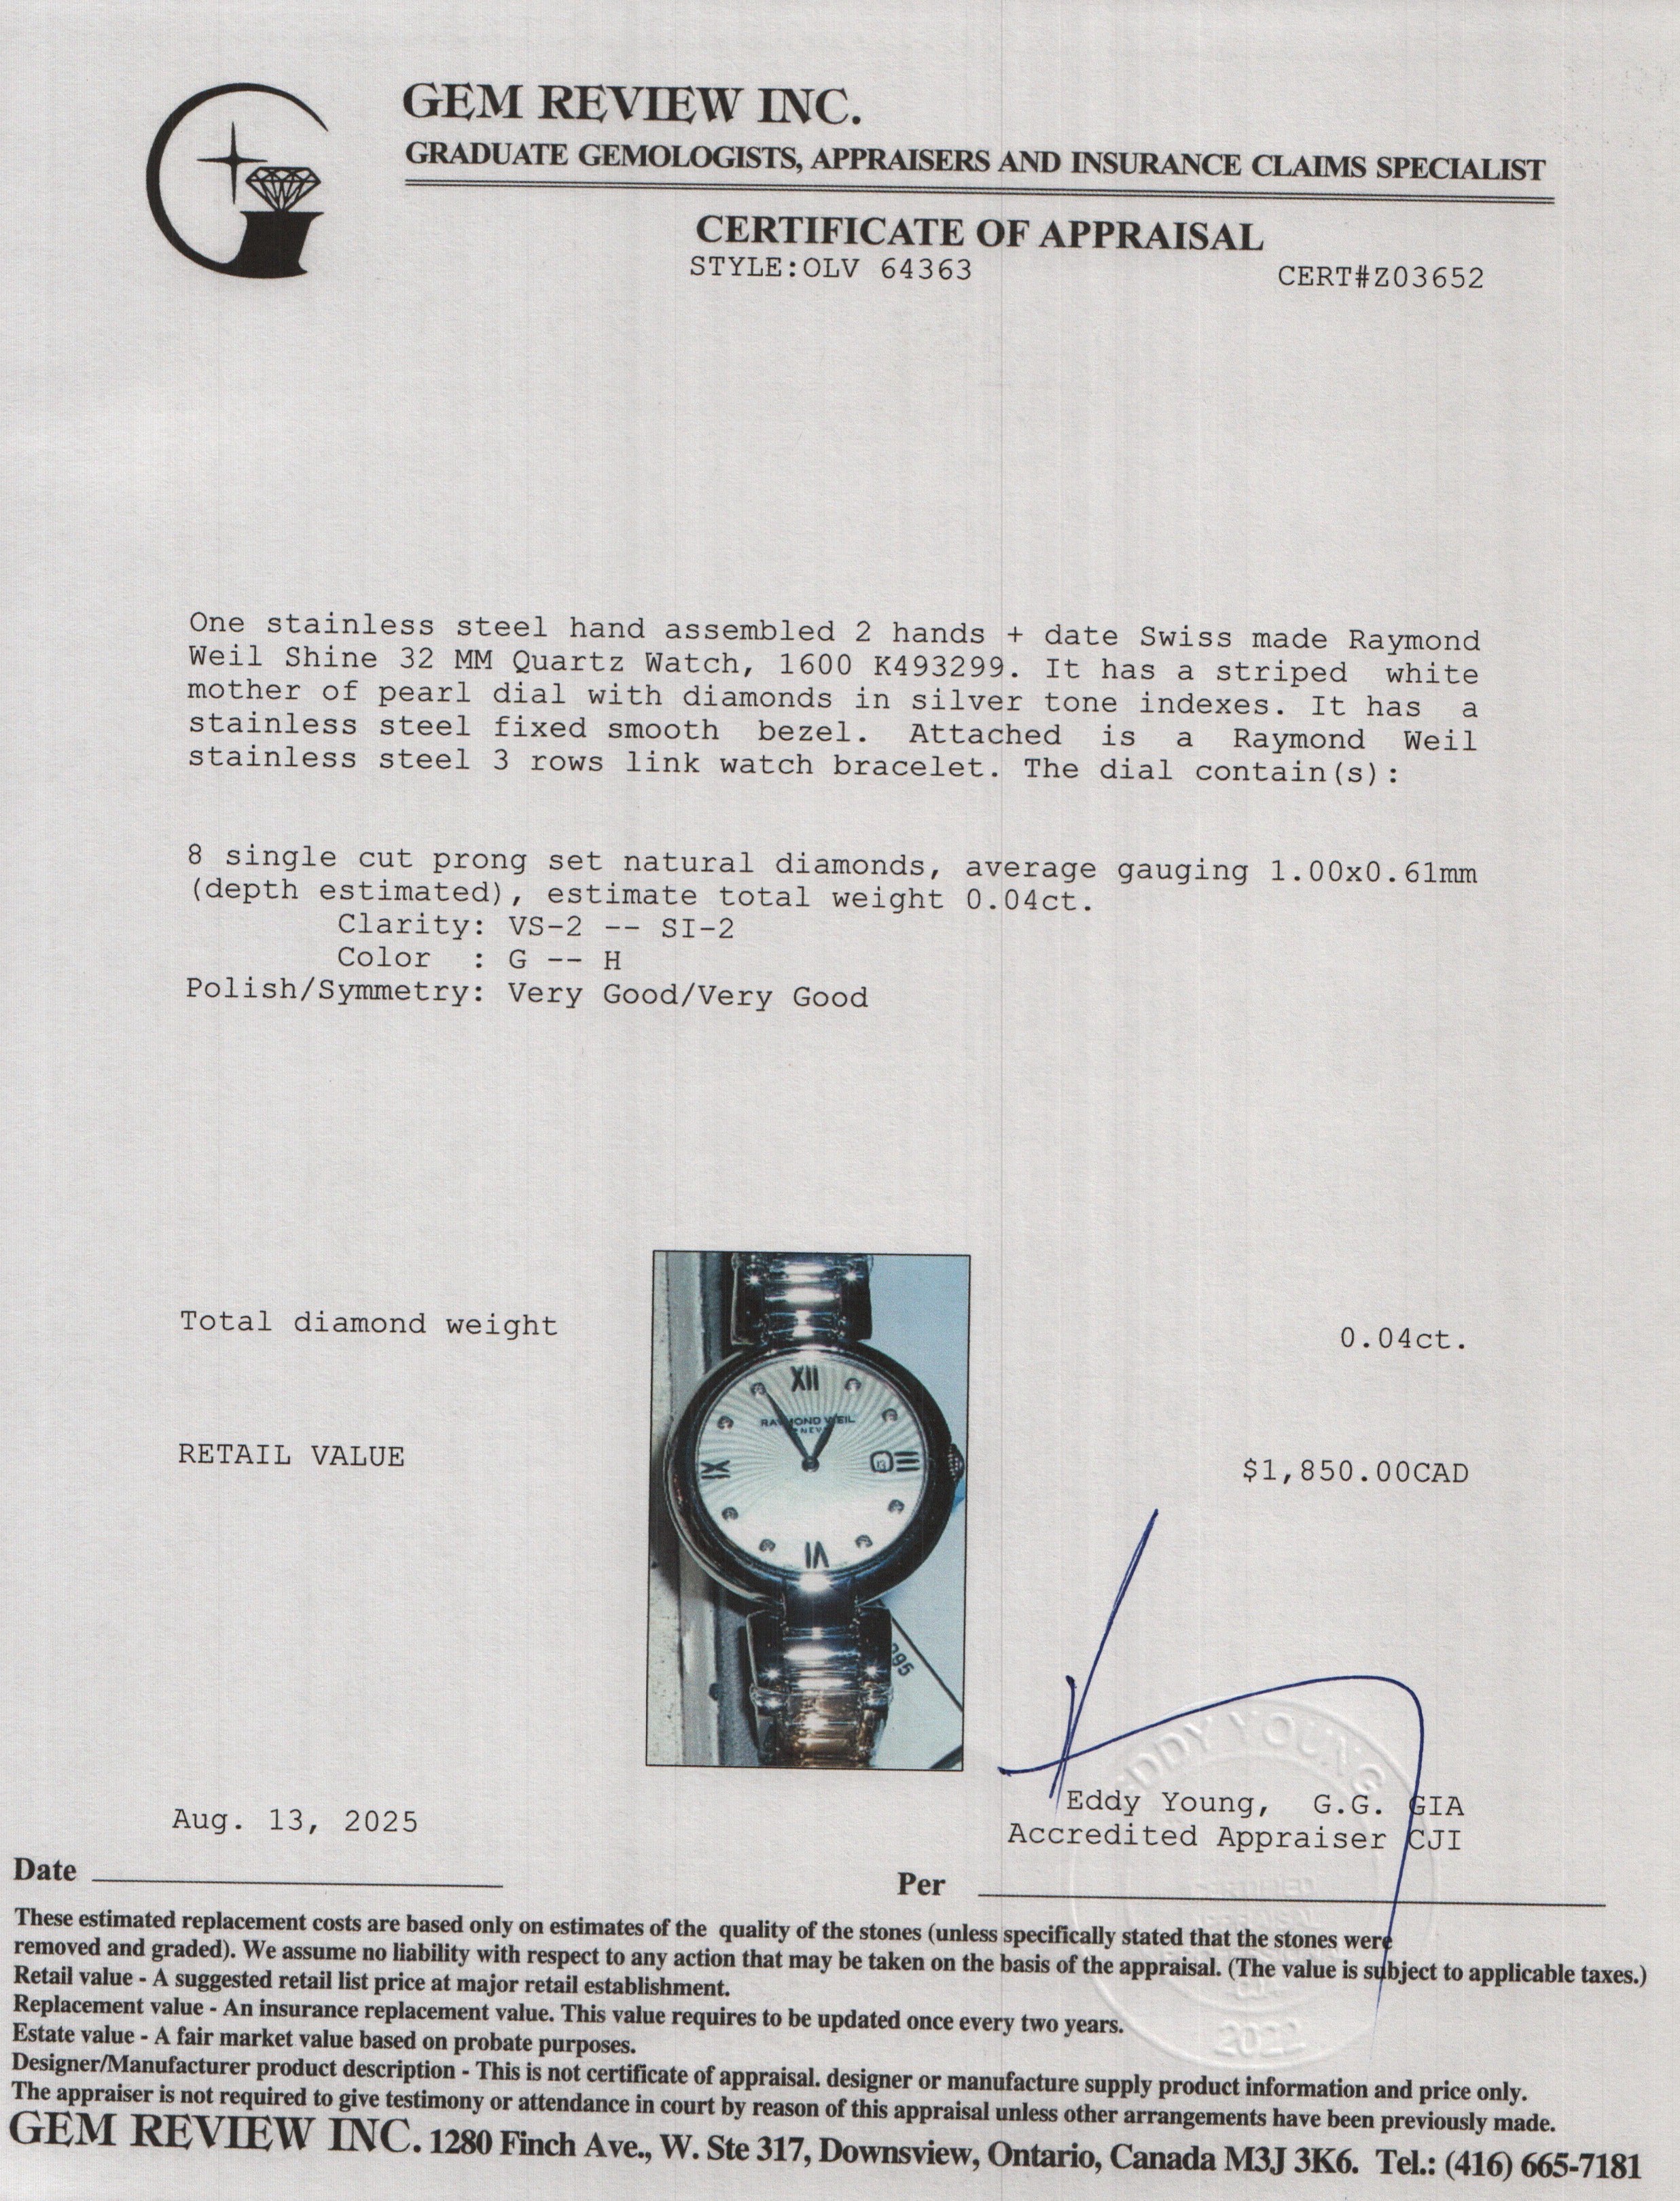 GEM REVIEW INC.
GRADUATE GEMOLOGISTS, APPRAISERS AND INSURANCE CLAIMS SPECIALIST
CERTIFICATE OF APPRAISAL
STYLE:OLV 64363
CERT#Z03652
One stainless steel hand assembled 2 hands + date Swiss made Raymond
Weil Shine 32 MM Quartz Watch, 1600 K493299. It has a striped white
mother of pearl dial with diamonds in silver tone indexes. It has a
stainless steel fixed smooth bezel. Attached is a Raymond Weil
stainless steel 3 rows link watch bracelet. The dial contain(s):
8 single cut prong set natural diamonds, average gauging 1.00x0.61mm
(depth estimated), estimate total weight 0.04ct.
Clarity: VS-2 -- SI-2
Color : G -- H
Polish/Symmetry: Very Good/Very Good
Total diamond weight
0.04ct.
XII
RAYMOND WEIL
III
VI
IX
RETAIL VALUE
$1,850.00CAD
EDDY YOUNG
Eddy Young, G.G. GIA
Accredited Appraiser CJI
Aug. 13, 2025
Date
Per
2022
These estimated replacement costs are based only on estimates of the quality of the stones (unless specifically stated that the stones were
removed and graded). We assume no liability with respect to any action that may be taken on the basis of the appraisal. (The value is subject to applicable taxes.)
Retail value - A suggested retail list price at major retail establishment.
Replacement value - An insurance replacement value. This value requires to be updated once every two years.
Estate value - A fair market value based on probate purposes.
Designer/Manufacturer product description - This is not certificate of appraisal. designer or manufacture supply product information and price only.
The appraiser is not required to give testimony or attendance in court by reason of this appraisal unless other arrangements have been previously made.
GEM REVIEW INC. 1280 Finch Ave., W. Ste 317, Downsview, Ontario, Canada M3J 3K6. Tel.: (416) 665-7181